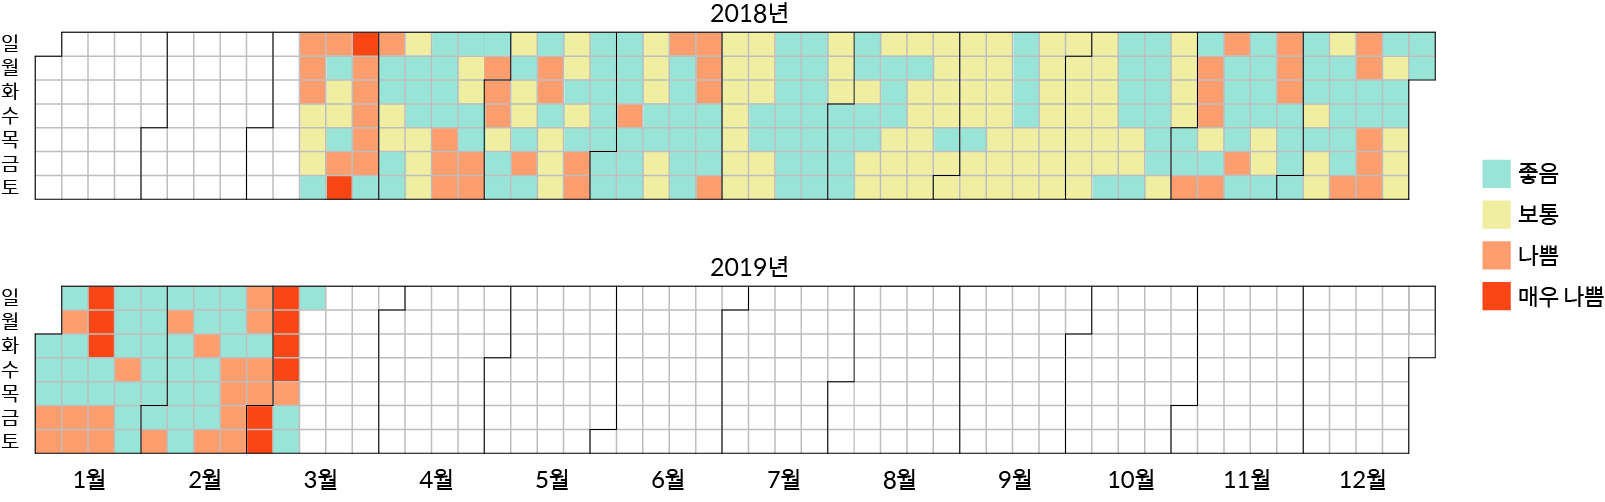 2018년
일
월
화
수
목
금
토
좋음
보통
나쁨
매우 나쁨
2019년
일
월
화
수
목
금
토
1월 2월 3월 4월 5월 6월 7월 8월 9월 10월 11월 12월